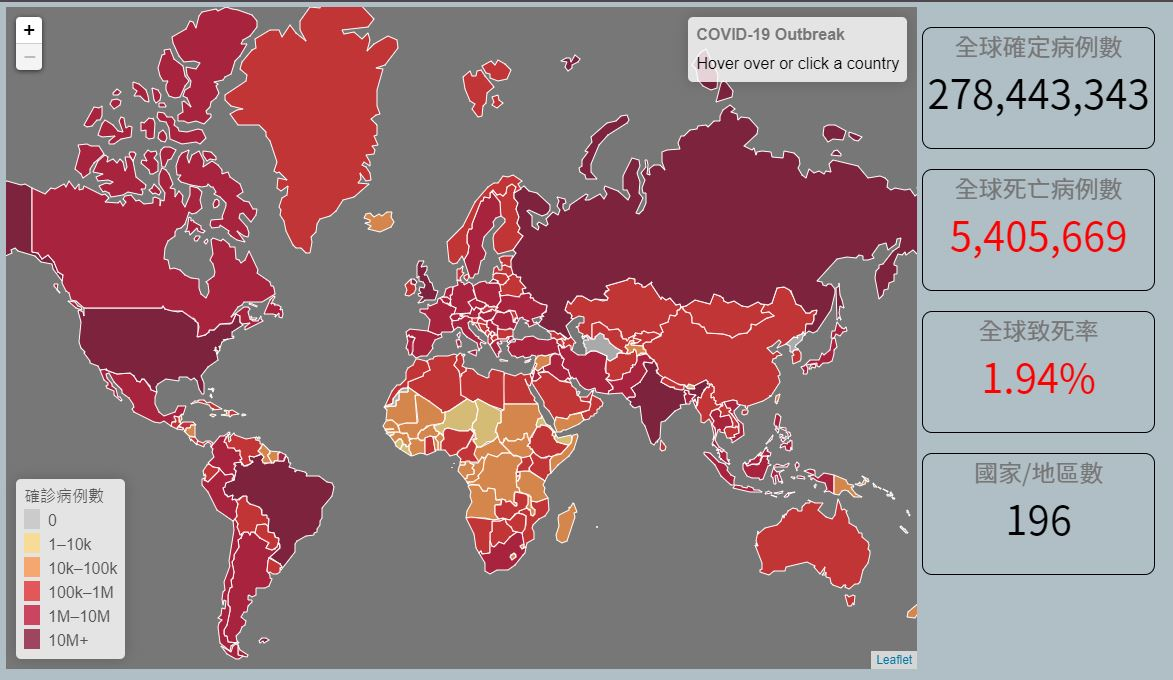 +
−
COVID-19 Outbreak
Hover over or click a country
確診病例數
0
1–10k
10k–100k
100k–1M
1M–10M
10M+
Leaflet
全球確定病例數
278,443,343
全球死亡病例數
5,405,669
全球致死率
1.94%
國家/地區數
196